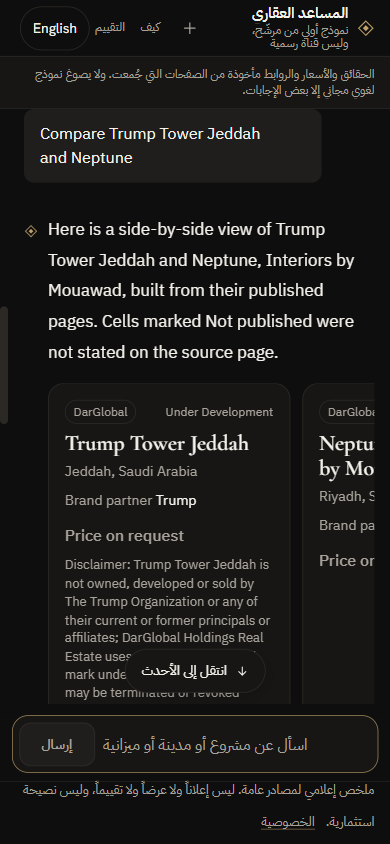 المساعد العقاري
نموذج أولي من مرشّح،
وليس قناة رسمية
كيف
التقييم
English
الحقائق والأسعار والروابط مأخوذة من الصفحات التي جُمعت. ولا يصوغ نموذج
لغوي مجاني إلا بعض الإجابات.
Compare Trump Tower Jeddah
and Neptune
Here is a side-by-side view of Trump
Tower Jeddah and Neptune, Interiors by
Mouawad, built from their published
pages. Cells marked Not published were
not stated on the source page.
DarGlobal
Under Development
Trump Tower Jeddah
Jeddah, Saudi Arabia
Brand partner Trump
Price on request
Disclaimer: Trump Tower Jeddah is
not owned, developed or sold by
The Trump Organization or any of
their current or former principals or
affiliates; DarGlobal Holdings Real
Estate uses
mark unde
may be terminated or revoked
DarGloba
Neptu
by Mo
Riyadh, S
Brand pa
Price or
انتقل إلى الأحدث
اسأل عن مشروع أو مدينة أو ميزانية
إرسال
ملخص إعلامي لمصادر عامة. ليس إعلاناً ولا عرضاً ولا تقييماً، وليس نصيحة
استثمارية. الخصوصية